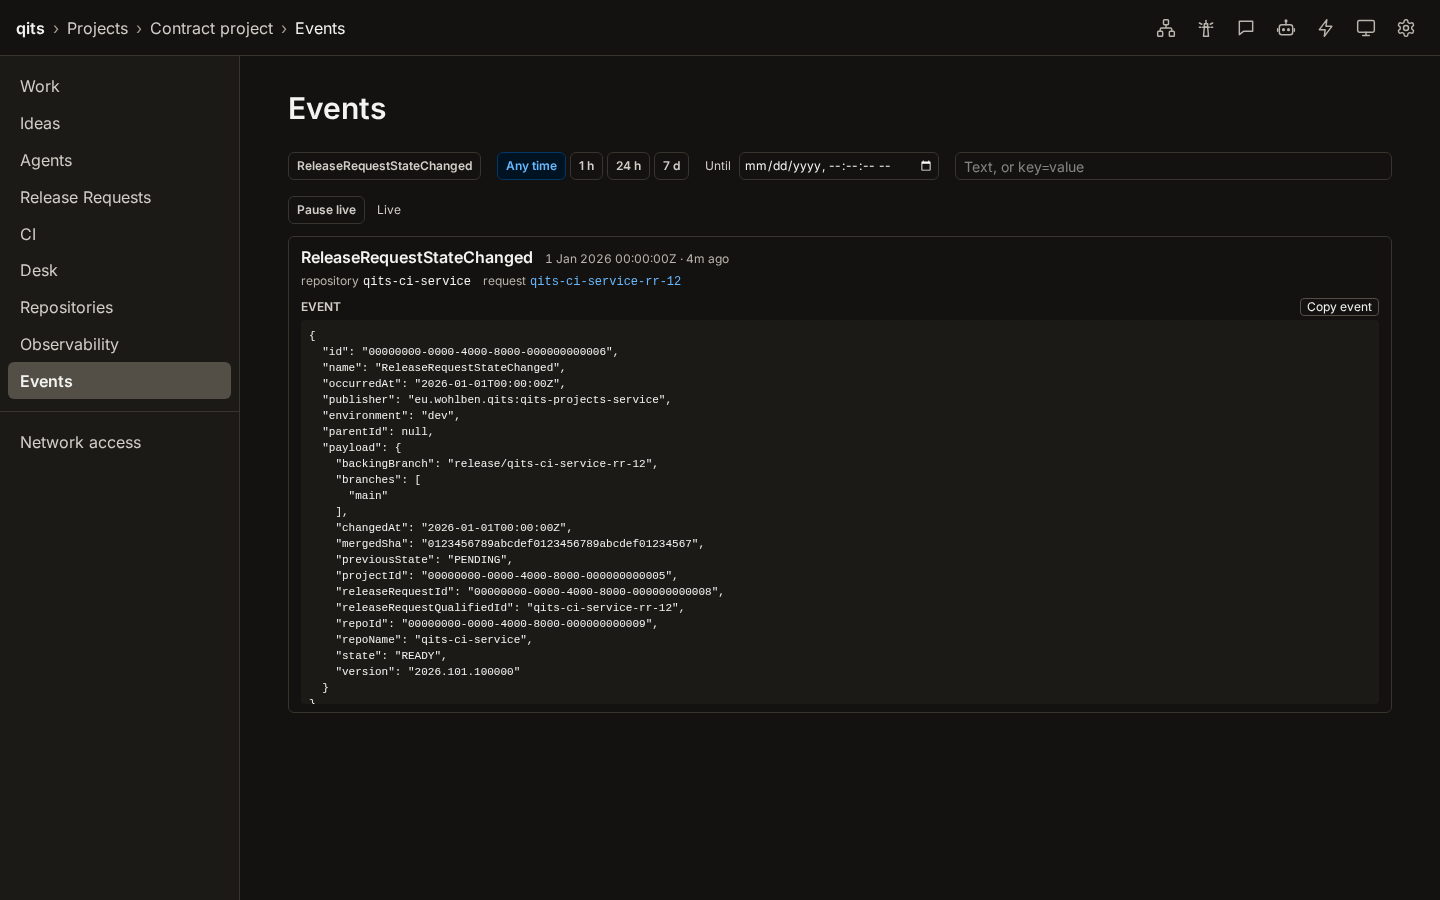 qits › Projects › Contract project › Events
Work
Ideas
Agents
Release Requests
CI
Desk
Repositories
Observability
Events
Network access
Events
ReleaseRequestStateChanged Any time 1 h 24 h 7 d Until mm/dd/yyyy, --:--:-- -- Text, or key=value
Pause live Live
ReleaseRequestStateChanged 1 Jan 2026 00:00:00Z · 4m ago
repository qits-ci-service request qits-ci-service-rr-12
EVENT Copy event
{
"id": "00000000-0000-4000-8000-000000000006",
"name": "ReleaseRequestStateChanged",
"occurredAt": "2026-01-01T00:00:00Z",
"publisher": "eu.wohlben.qits:qits-projects-service",
"environment": "dev",
"parentId": null,
"payload": {
"backingBranch": "release/qits-ci-service-rr-12",
"branches": [
"main"
],
"changedAt": "2026-01-01T00:00:00Z",
"mergedSha": "0123456789abcdef0123456789abcdef01234567",
"previousState": "PENDING",
"projectId": "00000000-0000-4000-8000-000000000005",
"releaseRequestId": "00000000-0000-4000-8000-000000000008",
"releaseRequestQualifiedId": "qits-ci-service-rr-12",
"repoId": "00000000-0000-4000-8000-000000000009",
"repoName": "qits-ci-service",
"state": "READY",
"version": "2026.101.100000"
}
}